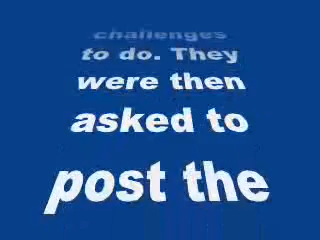 challenges
to do. They
were then
asked to
post the